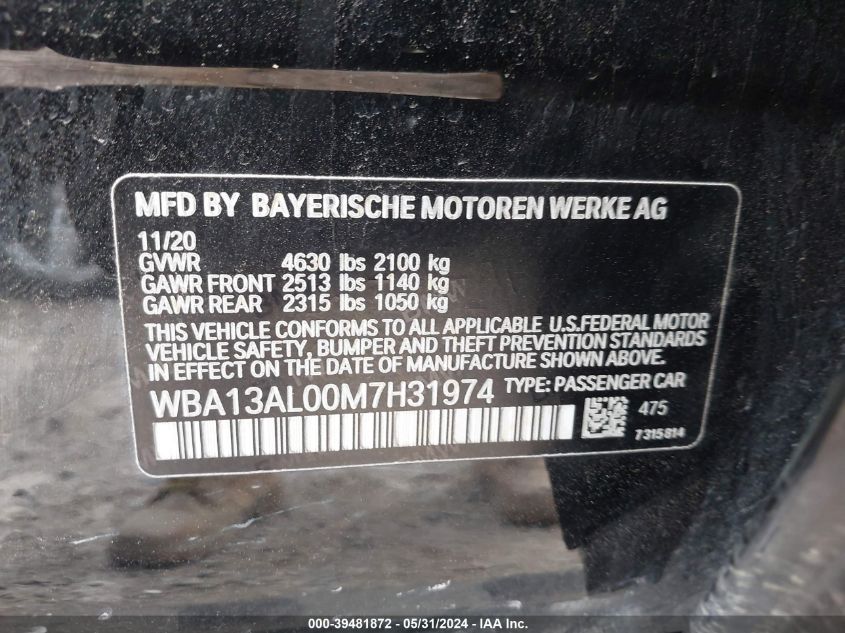 MFD BY BAYERISCHE MOTOREN WERKE AG
11/20
GVWR 4630 lbs 2100 kg
GAWR FRONT 2513 lbs 1140 kg
GAWR REAR 2315 lbs 1050 kg
THIS VEHICLE CONFORMS TO ALL APPLICABLE U.S.FEDERAL MOTOR
VEHICLE SAFETY, BUMPER AND THEFT PREVENTION STANDARDS
IN EFFECT ON THE DATE OF MANUFACTURE SHOWN ABOVE.
WBA13AL00M7H31974 TYPE: PASSENGER CAR
475
7315814
000-39481872 - 05/31/2024 - IAA Inc.